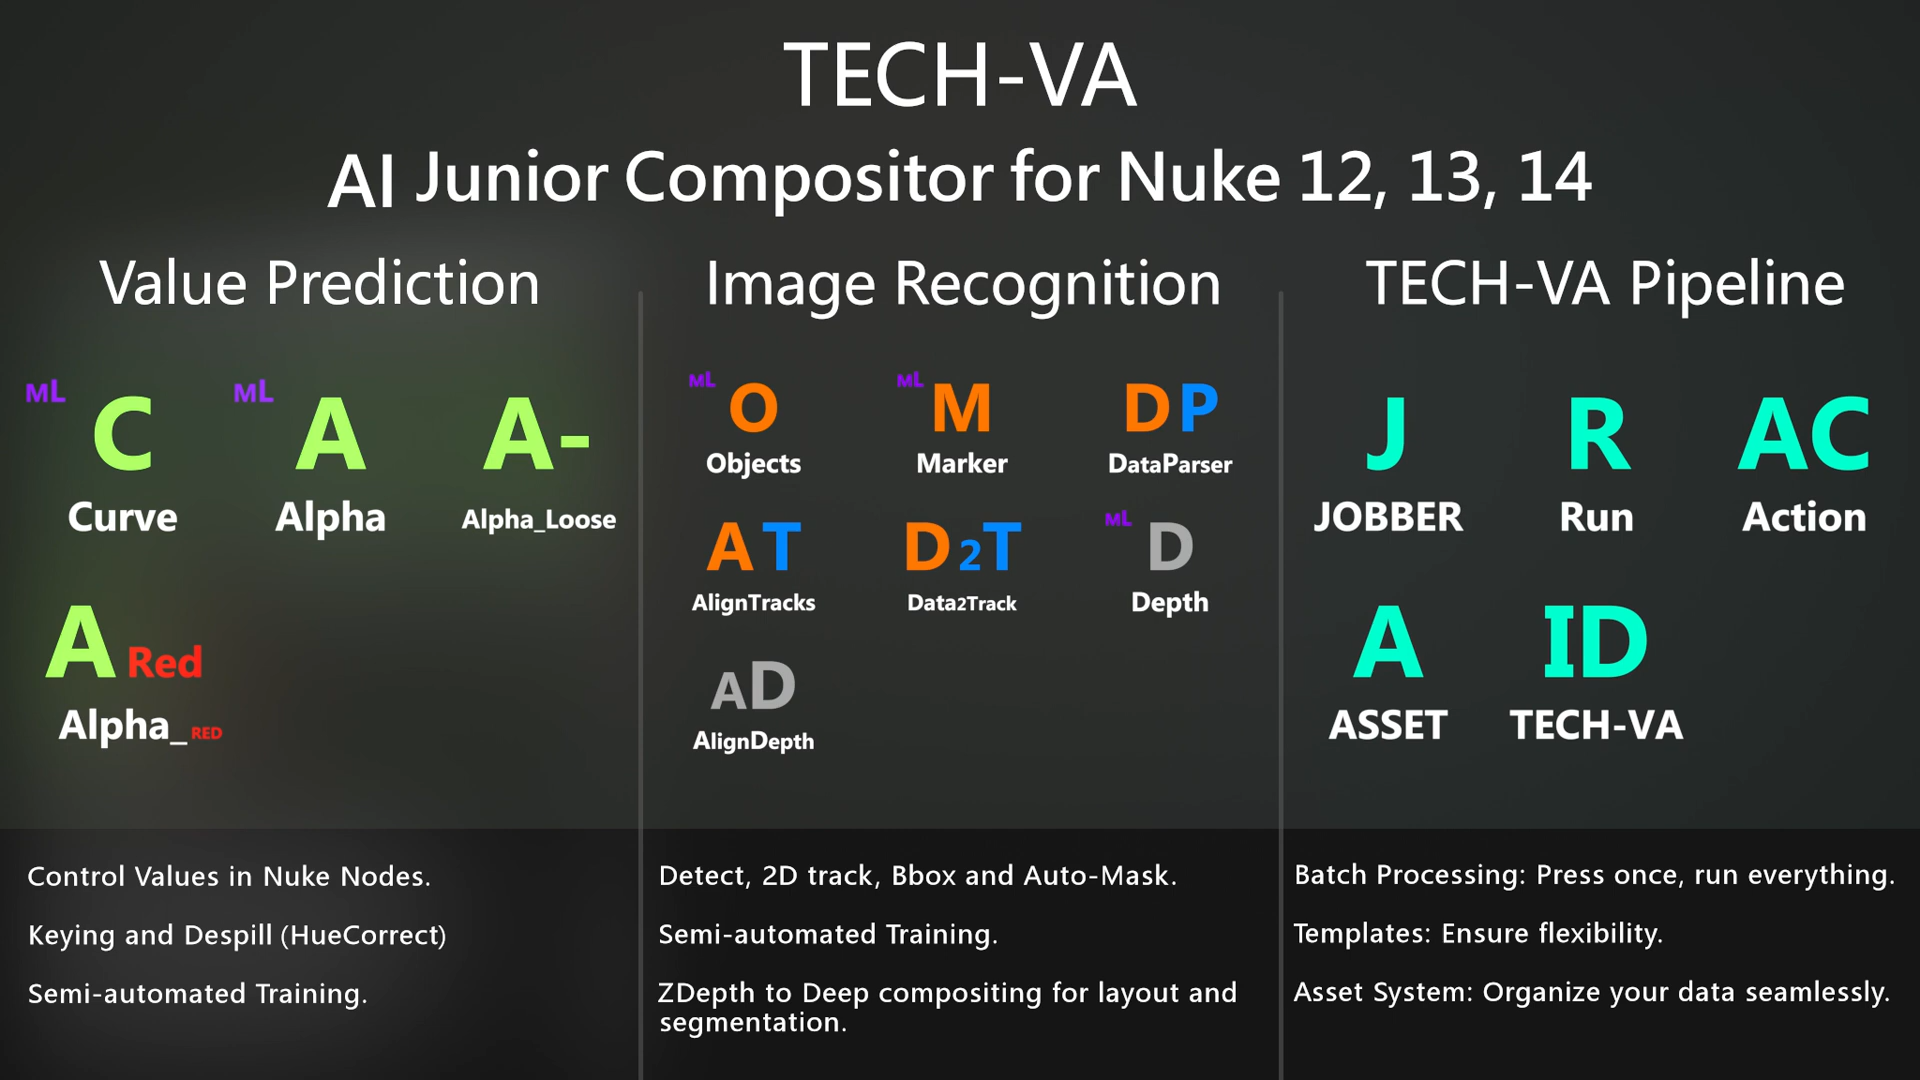 TECH-VA
AI Junior Compositor for Nuke 12, 13, 14
Value Prediction
ML C
Curve
ML A
Alpha
A-
Alpha_Loose
A Red
Alpha_RED
Control Values in Nuke Nodes.
Keying and Despill (HueCorrect)
Semi-automated Training.
Image Recognition
ML O
Objects
ML M
Marker
DP
DataParser
AT
AlignTracks
D2T
Data2Track
ML D
Depth
AD
AlignDepth
Detect, 2D track, Bbox and Auto-Mask.
Semi-automated Training.
ZDepth to Deep compositing for layout and
segmentation.
TECH-VA Pipeline
J
JOBBER
R
Run
AC
Action
A
ASSET
ID
TECH-VA
Batch Processing: Press once, run everything.
Templates: Ensure flexibility.
Asset System: Organize your data seamlessly.